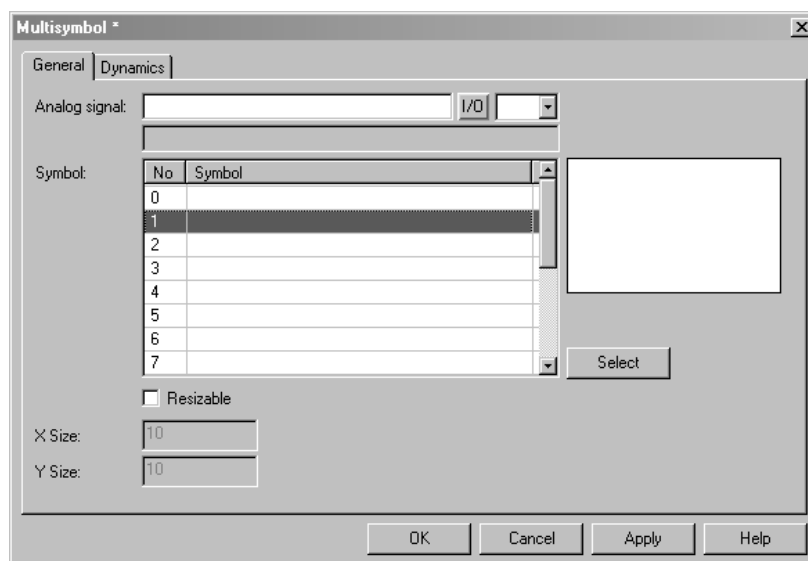 Multisymbol *
General Dynamics
Analog signal: I/O
Symbol: No Symbol
0
1
2
3
4
5
6
7
Select
Resizable
X Size: 10
Y Size: 10
OK Cancel Apply Help